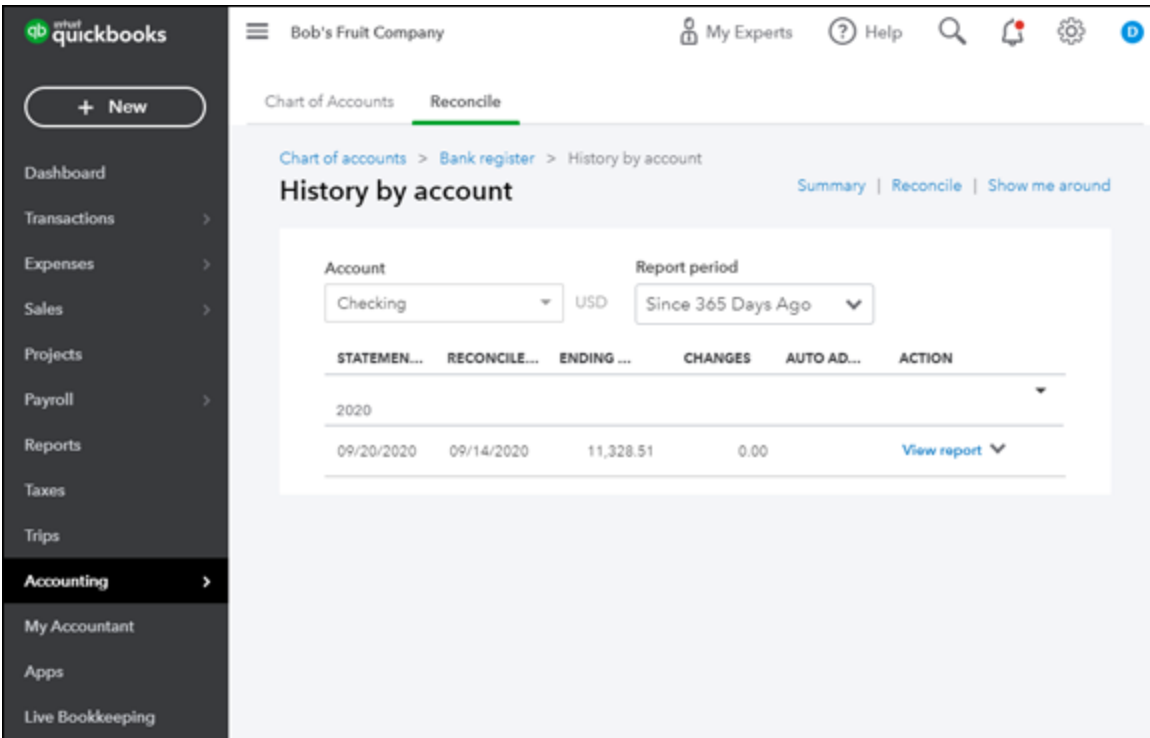 qb intuit quickbooks
Bob's Fruit Company
My Experts
? Help
D
+ New
Chart of Accounts
Reconcile
Dashboard
Transactions
Expenses
Sales
Projects
Payroll
Reports
Taxes
Trips
Accounting
My Accountant
Apps
Live Bookkeeping
Chart of accounts > Bank register > History by account
History by account
Summary | Reconcile | Show me around
Account
Report period
Checking
USD
Since 365 Days Ago
STATEMEN... RECONCILE... ENDING ... CHANGES AUTO AD... ACTION
2020
09/20/2020 09/14/2020 11,328.51 0.00 View report